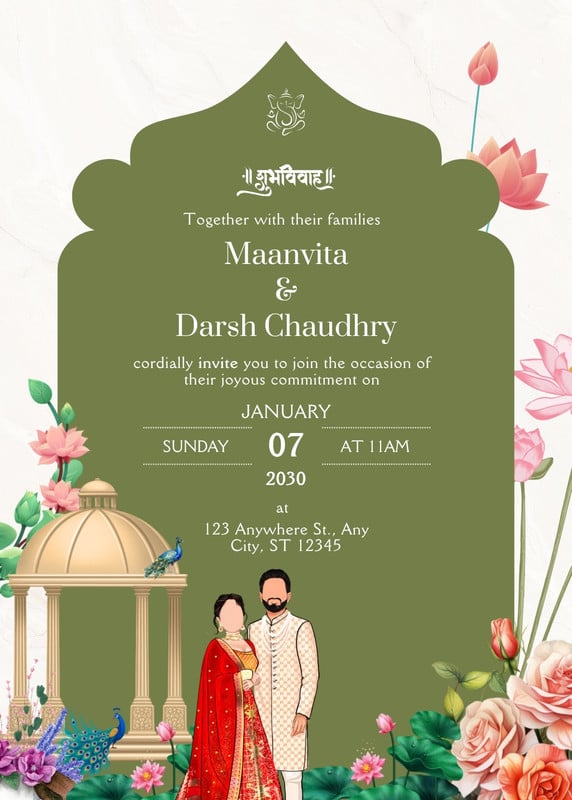 ॥शुभविवाह॥
Together with their families
Maanvita
&
Darsh Chaudhry
cordially invite you to join the occasion of
their joyous commitment on
JANUARY
SUNDAY 07 AT 11AM
2030
at
123 Anywhere St., Any
City, ST 12345